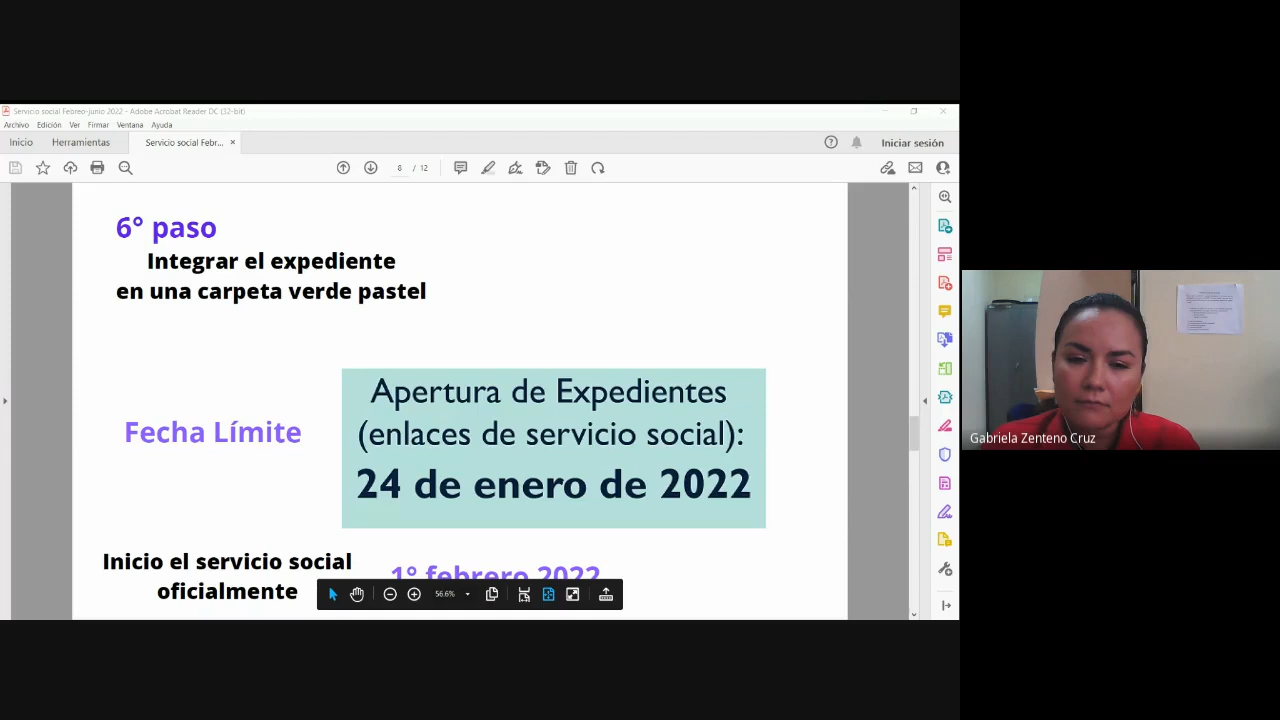 Servicio social Febreo-junio 2022 - Adobe Acrobat Reader DC (32-bit)
Archivo Edición Ver Firmar Ventana Ayuda
Inicio Herramientas Servicio social Febr... × Iniciar sesión
8 / 12
6° paso
Integrar el expediente
en una carpeta verde pastel
Apertura de Expedientes
(enlaces de servicio social):
Fecha Límite
24 de enero de 2022
Inicio el servicio social
oficialmente
1° febrero 2022
56.6%
Gabriela Zenteno Cruz